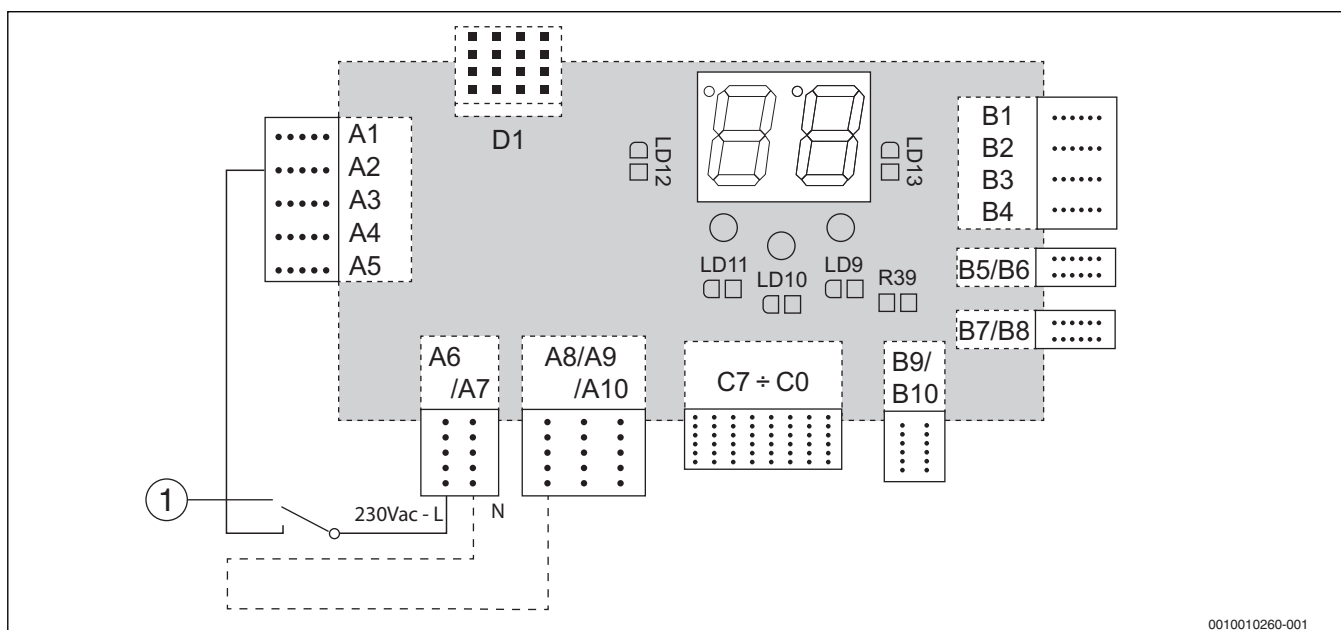 D1
A1
A2
A3
A4
A5
LD12
LD13
B1
B2
B3
B4
LD11
LD10
LD9
R39
B5/B6
B7/B8
A6
/A7
A8/A9
/A10
C7 ÷ C0
B9/
B10
1
230Vac - L
N
0010010260-001